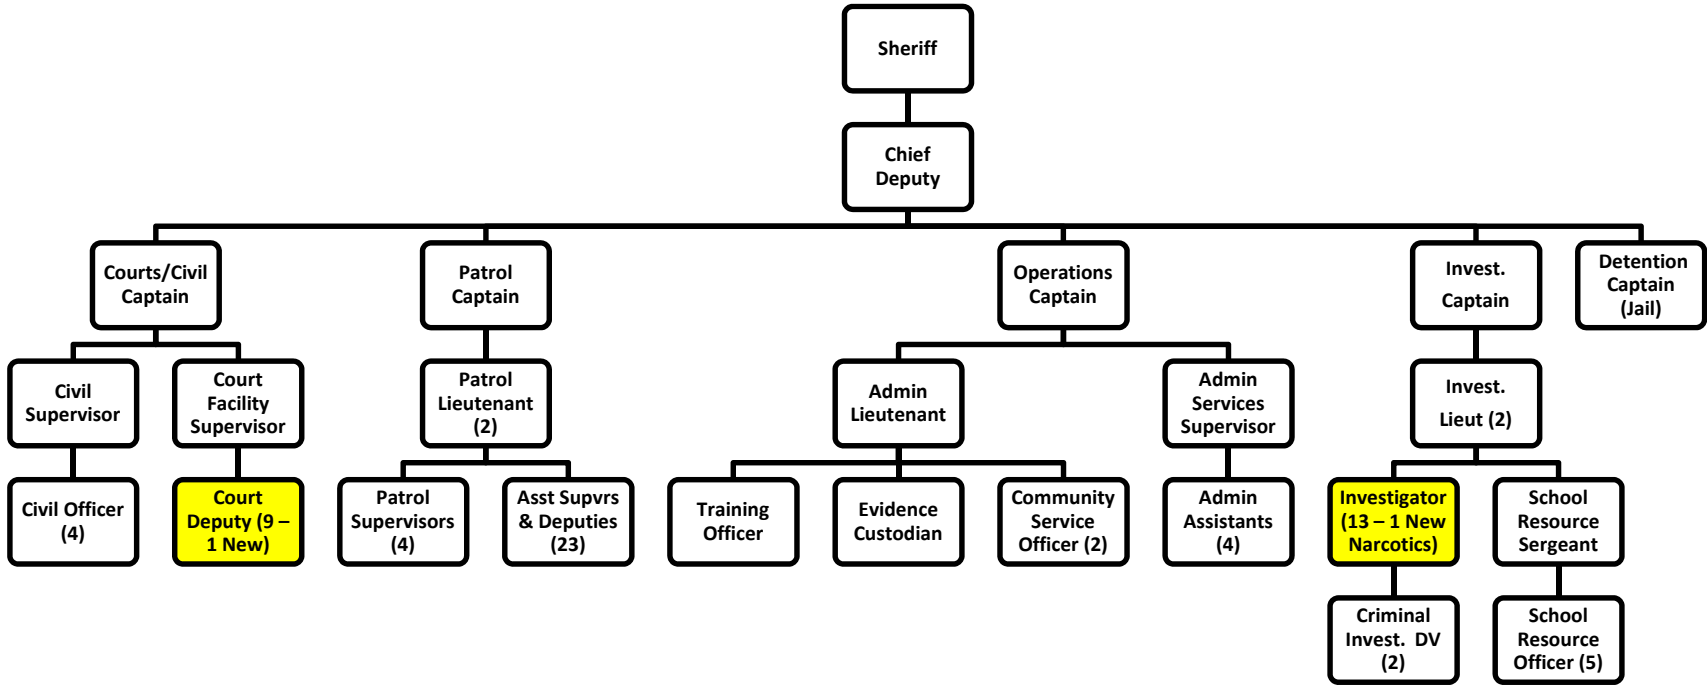 Sheriff
Chief
Deputy
Courts/Civil
Captain
Patrol
Captain
Operations
Captain
Invest.
Captain
Detention
Captain
(Jail)
Civil
Supervisor
Court
Facility
Supervisor
Patrol
Lieutenant
(2)
Admin
Lieutenant
Admin
Services
Supervisor
Invest.
Lieut (2)
Civil Officer
(4)
Court
Deputy (9 –
1 New)
Patrol
Supervisors
(4)
Asst Supvrs
& Deputies
(23)
Training
Officer
Evidence
Custodian
Community
Service
Officer (2)
Admin
Assistants
(4)
Investigator
(13 – 1 New
Narcotics)
School
Resource
Sergeant
Criminal
Invest. DV
(2)
School
Resource
Officer (5)